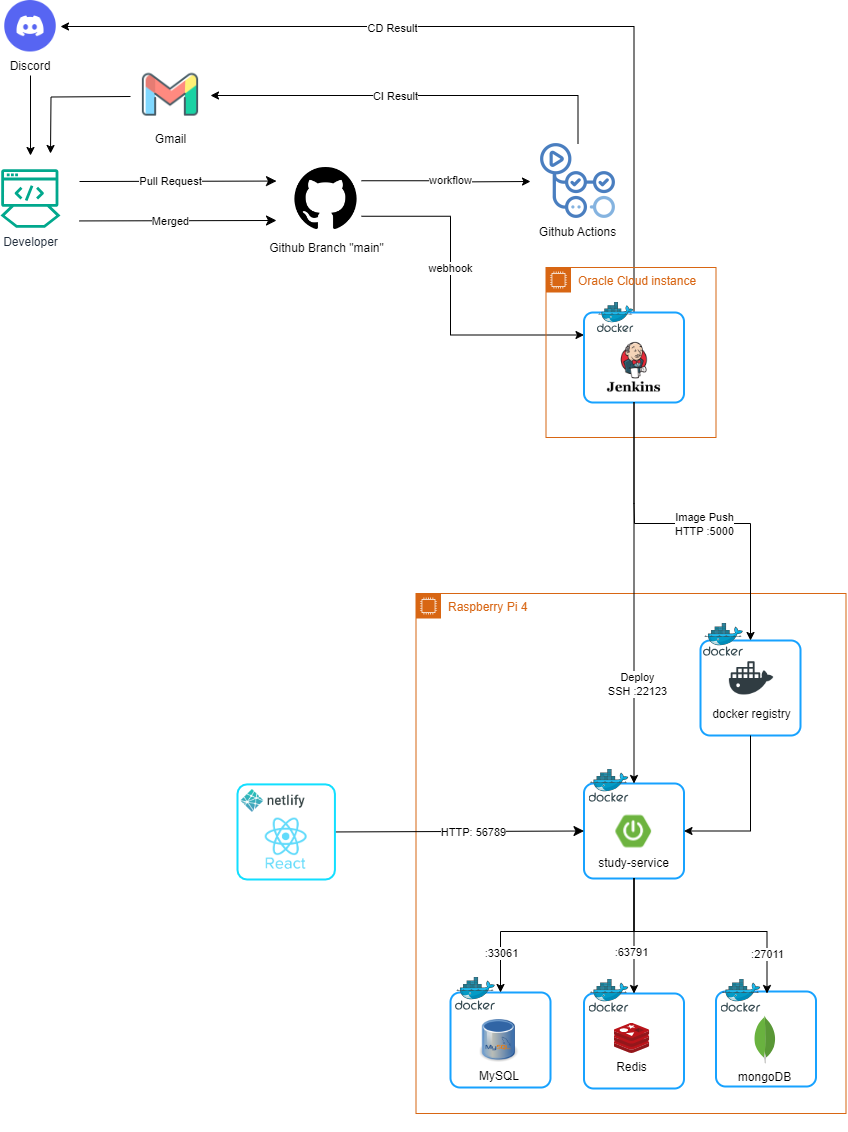 CD Result
Discord
CI Result
Gmail
Pull Request
workflow
Merged
Developer
Github Branch "main"
Github Actions
webhook
Oracle Cloud instance
docker
Jenkins
Image Push
HTTP :5000
Raspberry Pi 4
docker
docker registry
Deploy
SSH :22123
docker
study-service
netlify
React
HTTP: 56789
:33061
:63791
:27011
docker
MySQL
docker
Redis
docker
mongoDB